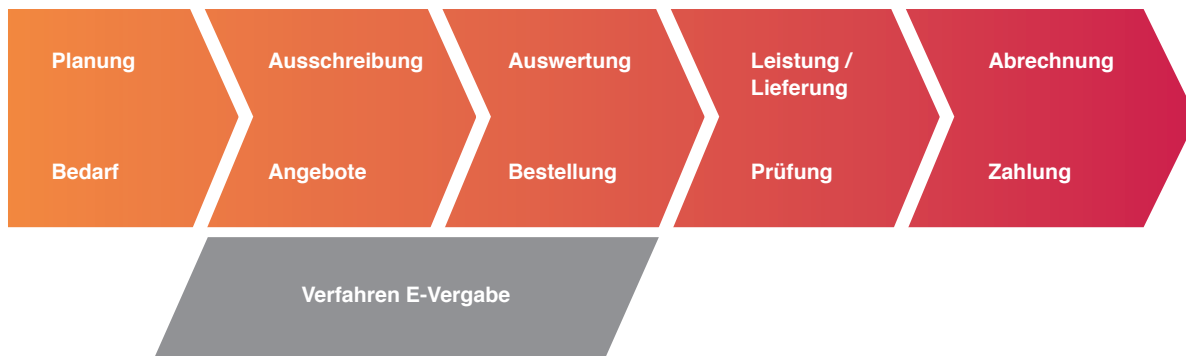 Planung
Bedarf
Ausschreibung
Angebote
Auswertung
Bestellung
Leistung /
Lieferung
Prüfung
Abrechnung
Zahlung
Verfahren E-Vergabe